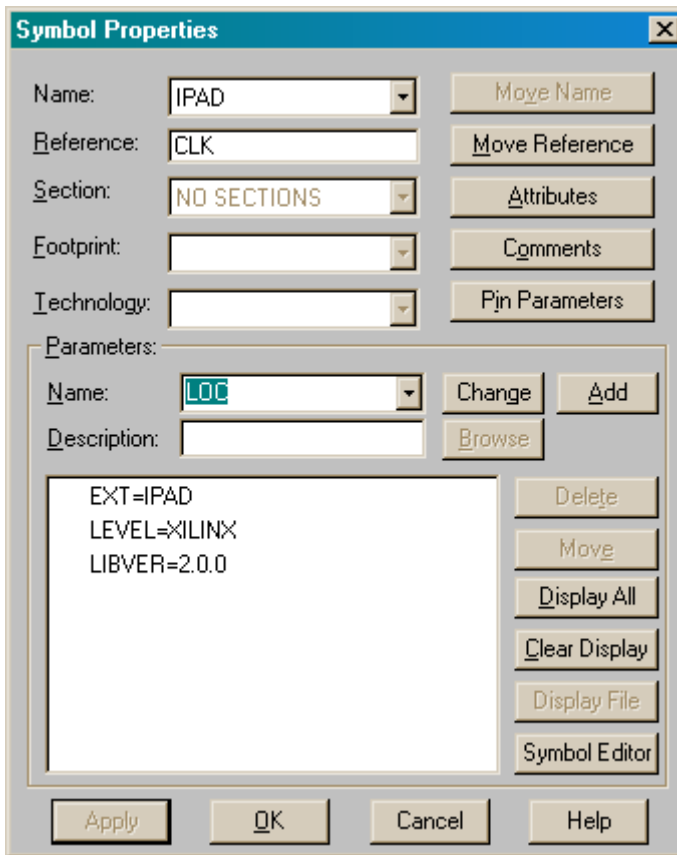 Symbol Properties
Name: IPAD Move Name
Reference: CLK Move Reference
Section: NO SECTIONS Attributes
Footprint: Comments
Technology: Pin Parameters
Parameters:
Name: LOC Change Add
Description: Browse
EXT=IPAD Delete
LEVEL=XILINX Move
LIBVER=2.0.0
Display All
Clear Display
Display File
Symbol Editor
Apply OK Cancel Help